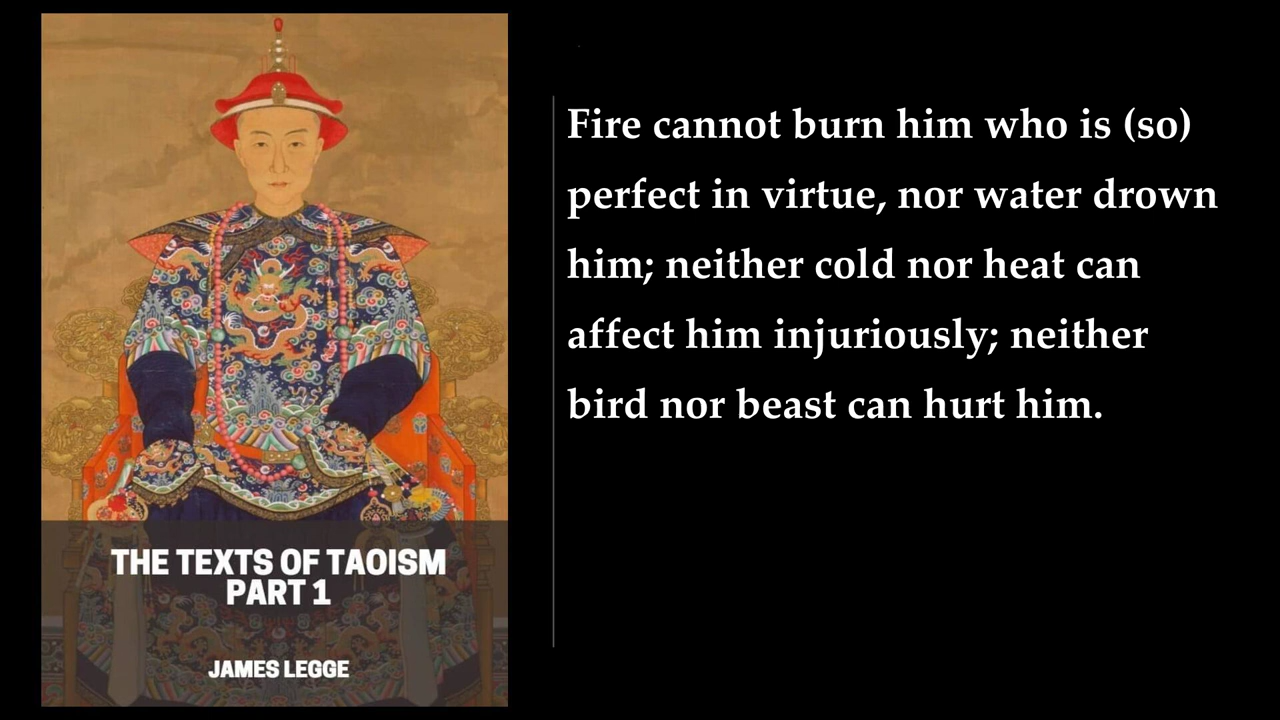 Fire cannot burn him who is (so)
perfect in virtue, nor water drown
him; neither cold nor heat can
affect him injuriously; neither
bird nor beast can hurt him.
THE TEXTS OF TAOISM
PART 1
JAMES LEGGE